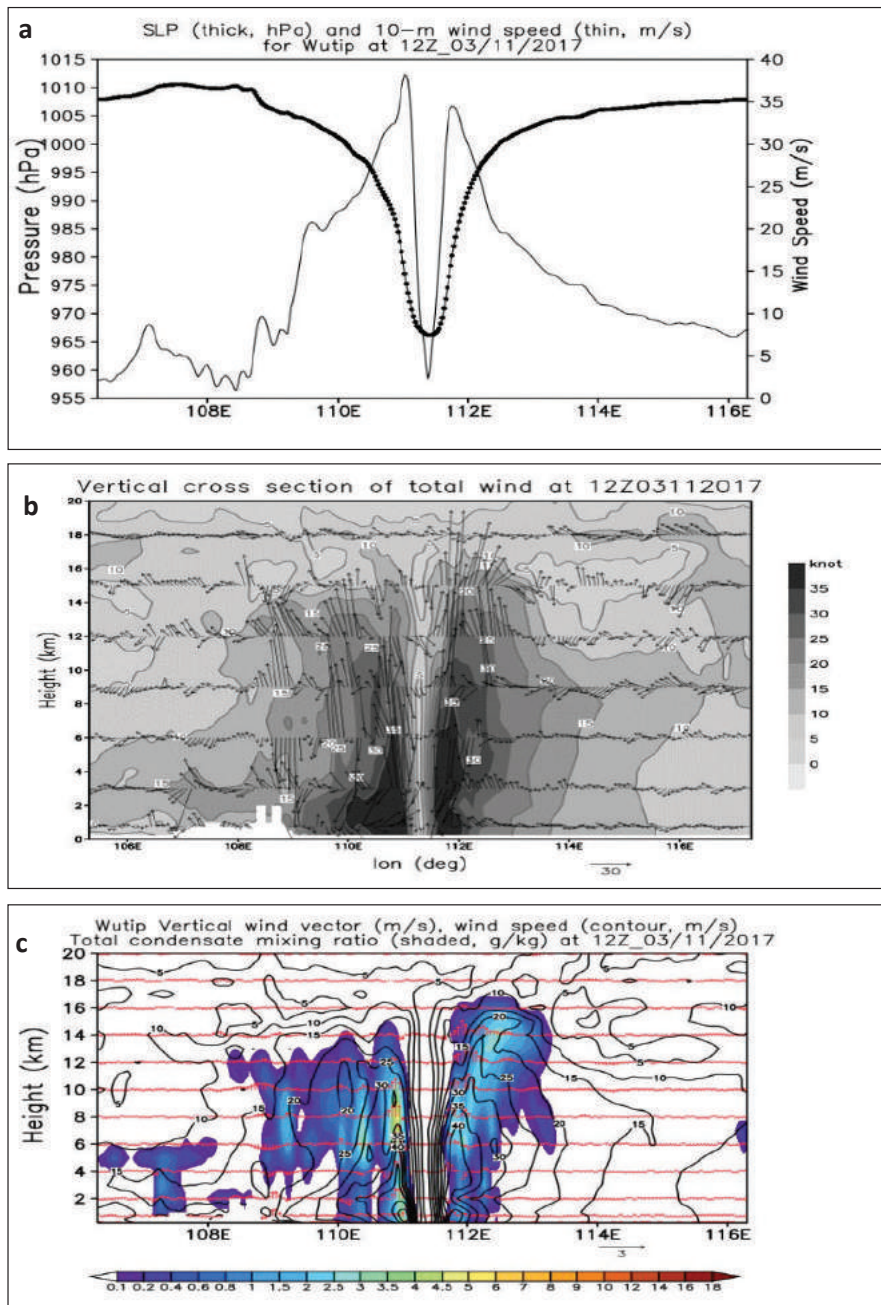 a
SLP (thick, hPa) and 10-m wind speed (thin, m/s)
for Wutip at 12Z_03/11/2017
Pressure (hPa)
1015
1010
1005
1000
995
990
985
980
975
970
965
960
955
40
35
30
25
20
15
10
5
0
Wind Speed (m/s)
108E 110E 112E 114E 116E
b
Vertical cross section of total wind at 12Z03112017
Height (km)
20
18
16
14
12
10
8
6
4
2
0
knot
35
30
25
20
15
10
5
0
106E 108E 110E 112E 114E 116E
lon (deg)
30
c
Wutip Vertical wind vector (m/s), wind speed (contour, m/s)
Total condensate mixing ratio (shaded, g/kg) at 12Z_03/11/2017
Height (km)
20
18
16
14
12
10
8
6
4
2
108E 110E 112E 114E 116E
3
0.1 0.2 0.4 0.6 0.8 1 1.5 2 2.5 3 3.5 4 4.5 5 6 7 8 9 10 12 14 16 18